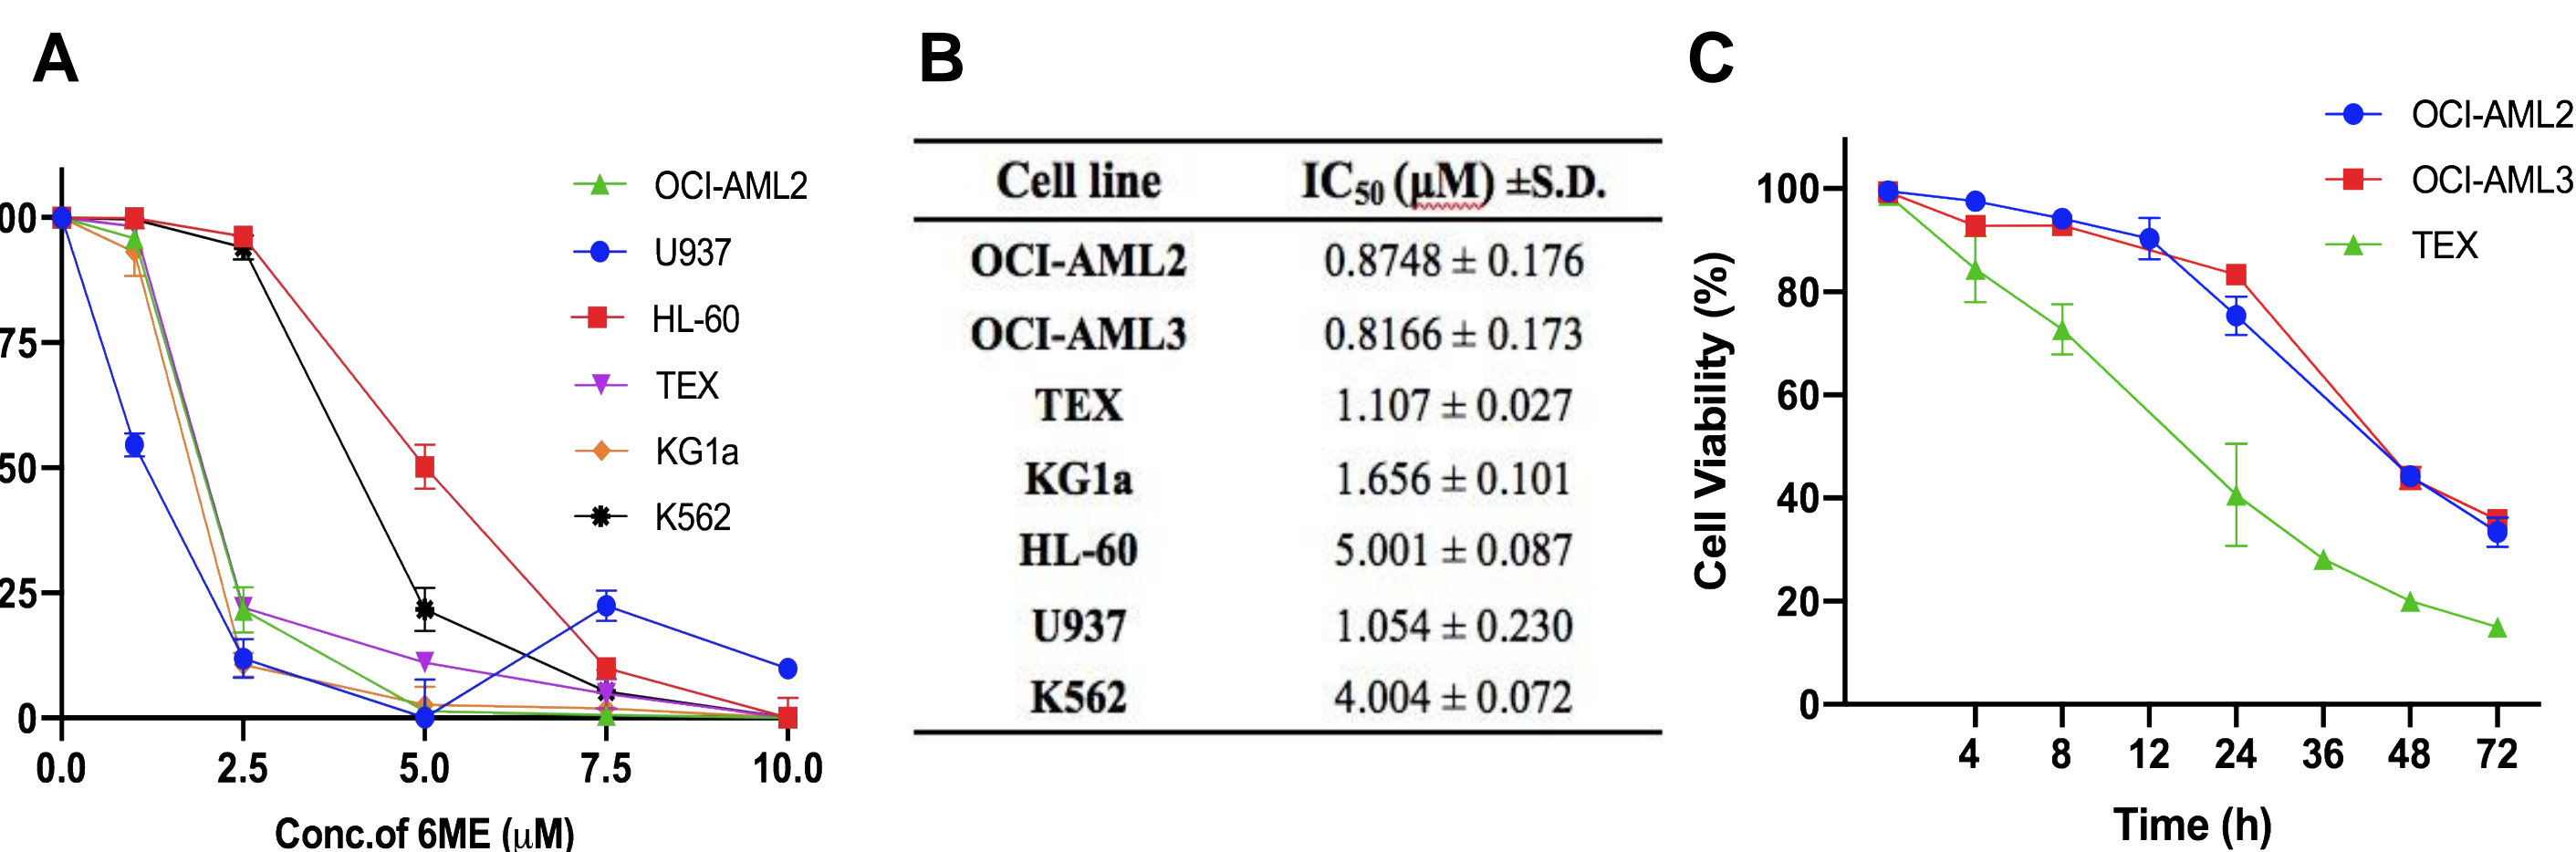 A
00
75
50
25
0
0.0 2.5 5.0 7.5 10.0
Conc.of 6ME (μM)
OCI-AML2
U937
HL-60
TEX
KG1a
K562
B
Cell line IC50 (μM) ±S.D.
OCI-AML2 0.8748 ± 0.176
OCI-AML3 0.8166 ± 0.173
TEX 1.107 ± 0.027
KG1a 1.656 ± 0.101
HL-60 5.001 ± 0.087
U937 1.054 ± 0.230
K562 4.004 ± 0.072
C
OCI-AML2
OCI-AML3
TEX
Cell Viability (%)
100
80
60
40
20
0
4 8 12 24 36 48 72
Time (h)